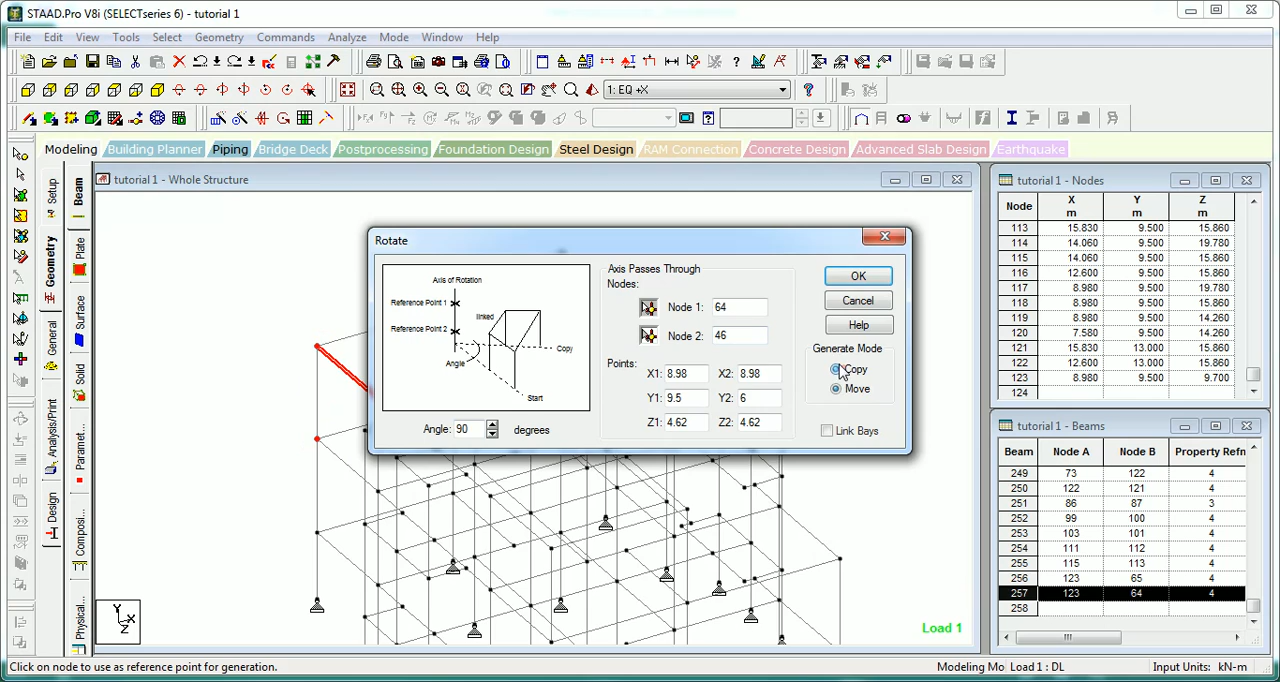 STAAD.Pro V8i (SELECTseries 6) - tutorial 1
File Edit View Tools Select Geometry Commands Analyze Mode Window Help
1: EQ +X
Modeling Building Planner Piping Bridge Deck Postprocessing Foundation Design Steel Design RAM Connection Concrete Design Advanced Slab Design Earthquake
Setup
Geometry
General
Analysis/Print
Design
Beam
Plate
Surface
Solid
Paramet...
Composi...
Physical...
tutorial 1 - Whole Structure
Rotate
Axis of Rotation
Reference Point 1
Reference Point 2
linked
Copy
Angle
Start
Angle: 90 degrees
Axis Passes Through
Nodes:
Node 1: 64
Node 2: 46
Points:
X1: 8.98 X2: 8.98
Y1: 9.5 Y2: 6
Z1: 4.62 Z2: 4.62
OK
Cancel
Help
Generate Mode
Copy
Move
Link Bays
Y
X
Z
Load 1
tutorial 1 - Nodes
Node X m Y m Z m
113 15.830 9.500 15.860
114 14.060 9.500 19.780
115 14.060 9.500 15.860
116 12.600 9.500 15.860
117 8.980 9.500 19.780
118 8.980 9.500 15.860
119 8.980 9.500 14.260
120 7.580 9.500 14.260
121 15.830 13.000 15.860
122 12.600 13.000 15.860
123 8.980 9.500 9.700
124
tutorial 1 - Beams
Beam Node A Node B Property Refn
249 73 122 4
250 122 121 4
251 86 87 3
252 99 100 4
253 103 101 4
254 111 112 4
255 115 113 4
256 123 65 4
257 123 64 4
258
Click on node to use as reference point for generation.
Modeling Mo Load 1 : DL Input Units: kN-m